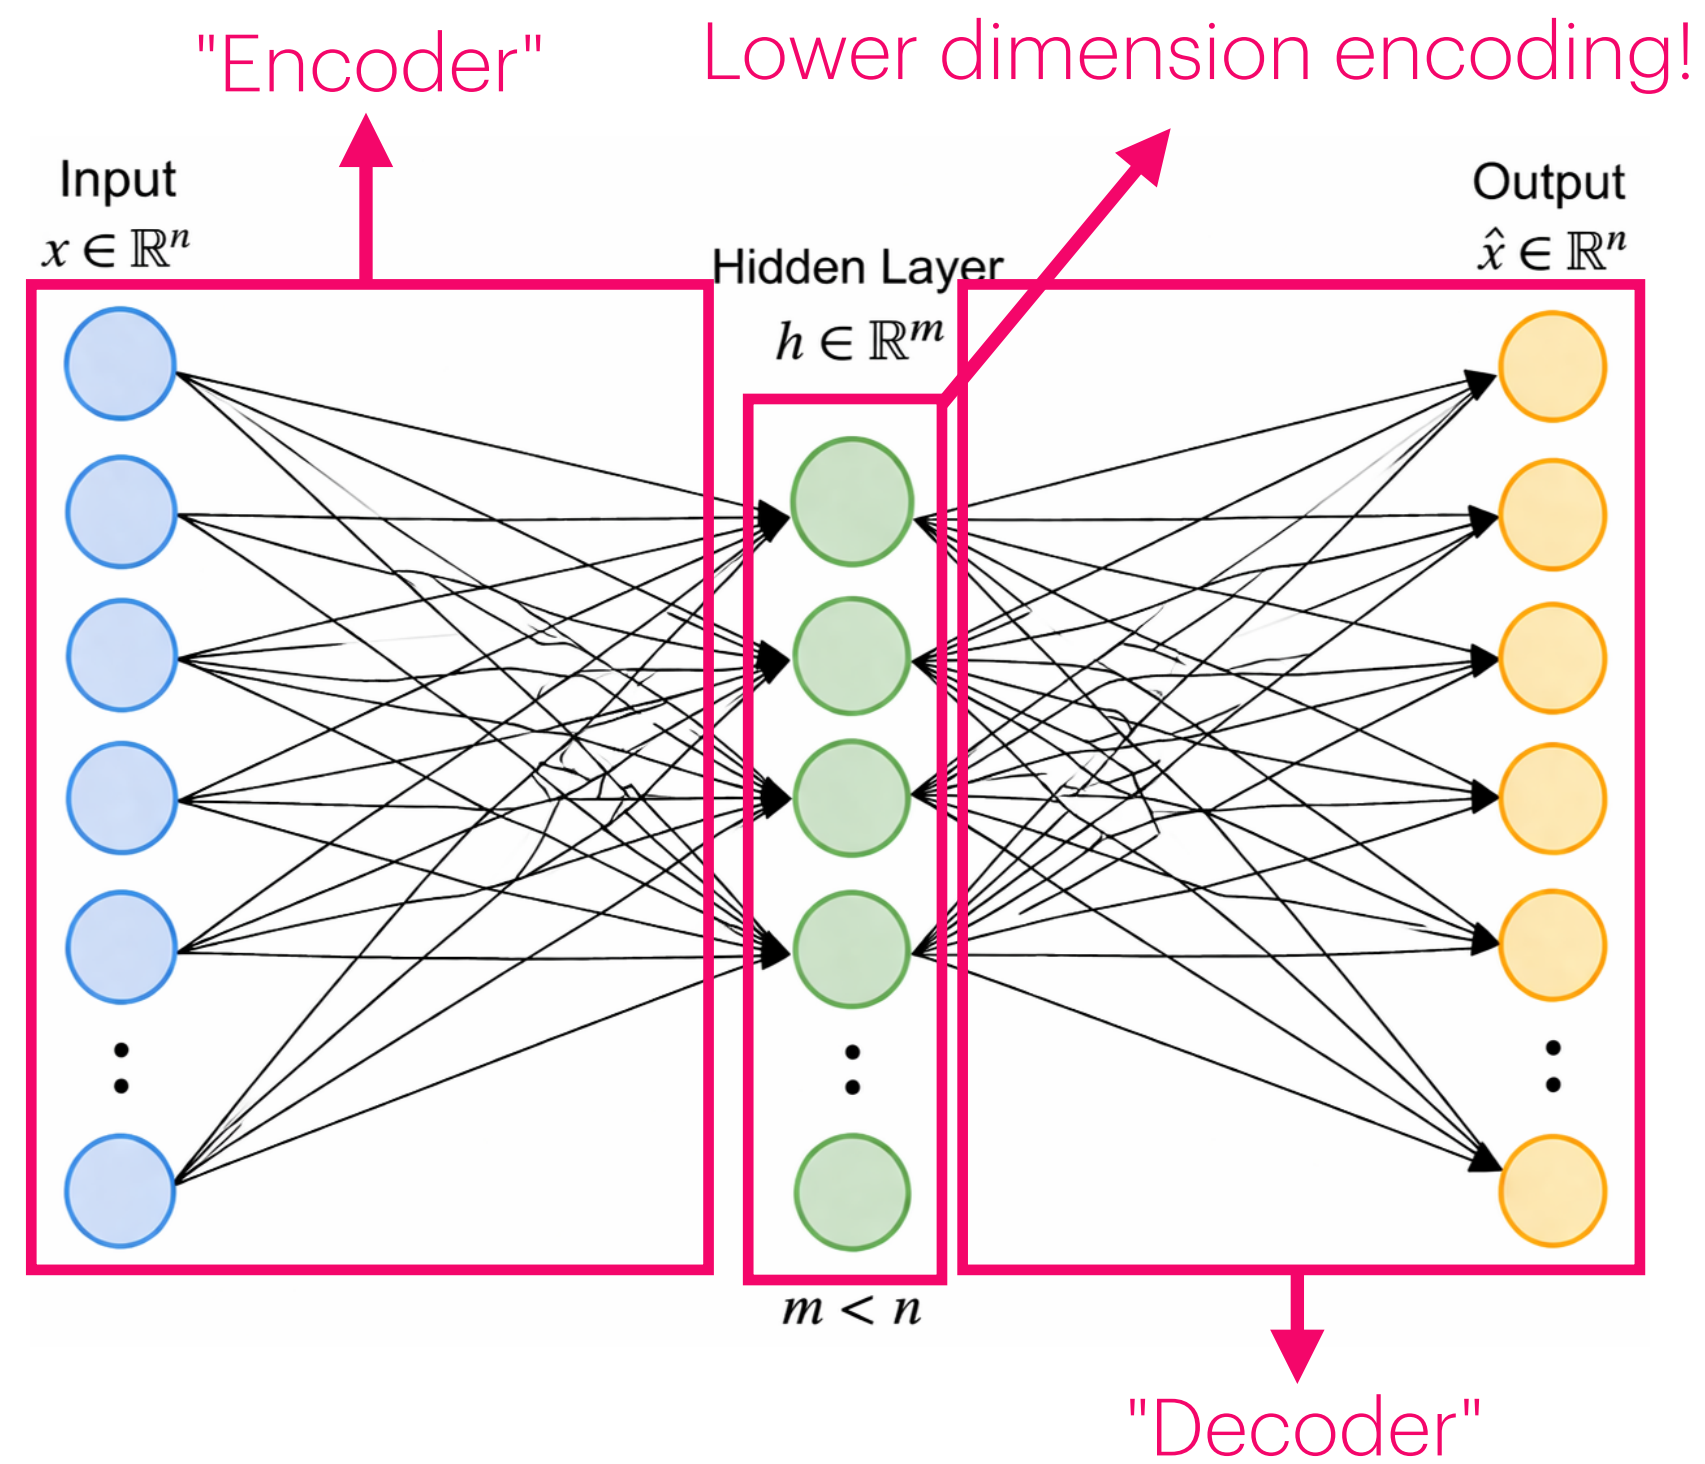 "Encoder"
Lower dimension encoding!
Input
x ∈ ℝⁿ
Hidden Layer
h ∈ ℝᵐ
Output
x̂ ∈ ℝⁿ
m < n
"Decoder"